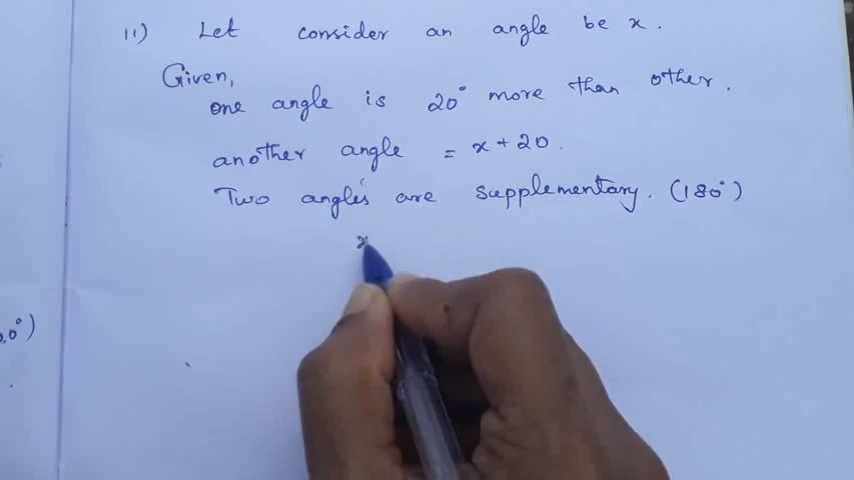 11) Let consider an angle be x.
Given,
one angle is 20° more than other.
another angle = x + 20.
Two angles are supplementary. (180°)
x
0°)